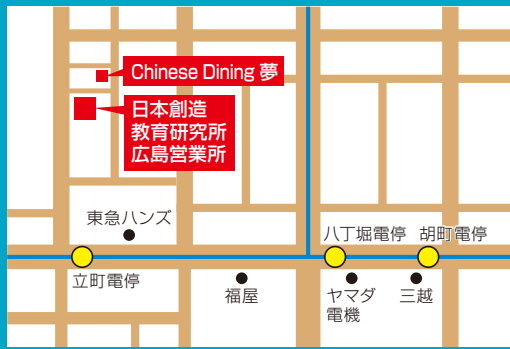 Chinese Dining 夢
日本創造
教育研究所
広島営業所
東急ハンズ
八丁堀電停
胡町電停
立町電停
福屋
ヤマダ
電機
三越